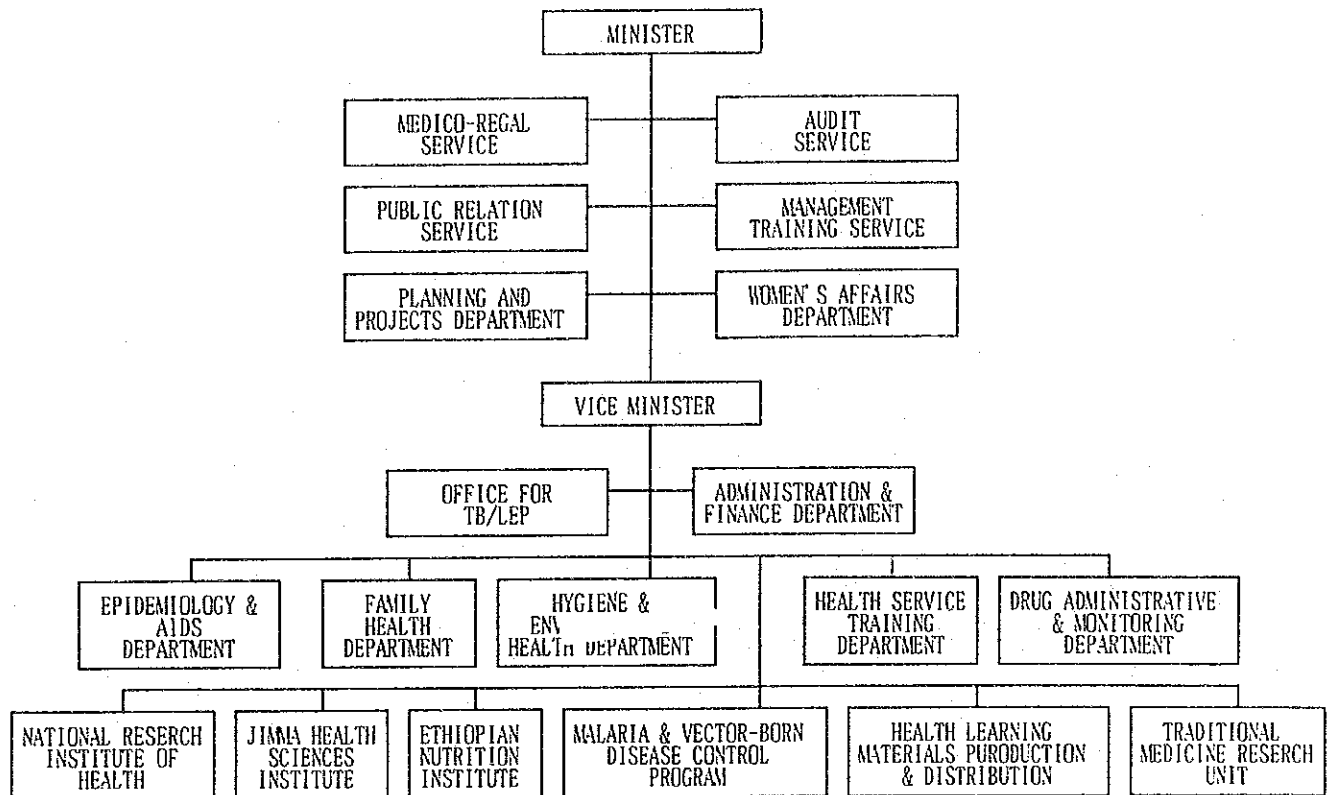 MINISTER
MEDICO-REGAL
SERVICE
AUDIT
SERVICE
PUBLIC RELATION
SERVICE
MANAGEMENT
TRAINING SERVICE
PLANNING AND
PROJECTS DEPARTMENT
WOMEN'S AFFAIRS
DEPARTMENT
VICE MINISTER
OFFICE FOR
TB/LEP
ADMINISTRATION &
FINANCE DEPARTMENT
EPIDEMIOLOGY &
AIDS
DEPARTMENT
FAMILY
HEALTH
DEPARTMENT
HYGIENE &
ENV
HEALTH DEPARTMENT
HEALTH SERVICE
TRAINING
DEPARTMENT
DRUG ADMINISTRATIVE
& MONITORING
DEPARTMENT
NATIONAL RESERCH
INSTITUTE OF
HEALTH
JIMMA HEALTH
SCIENCES
INSTITUTE
ETHIOPIAN
NUTRITION
INSTITUTE
MALARIA & VECTOR-BORN
DISEASE CONTROL
PROGRAM
HEALTH LEARNING
MATERIALS PURODUCTION
& DISTRIBUTION
TRADITIONAL
MEDICINE RESERCH
UNIT